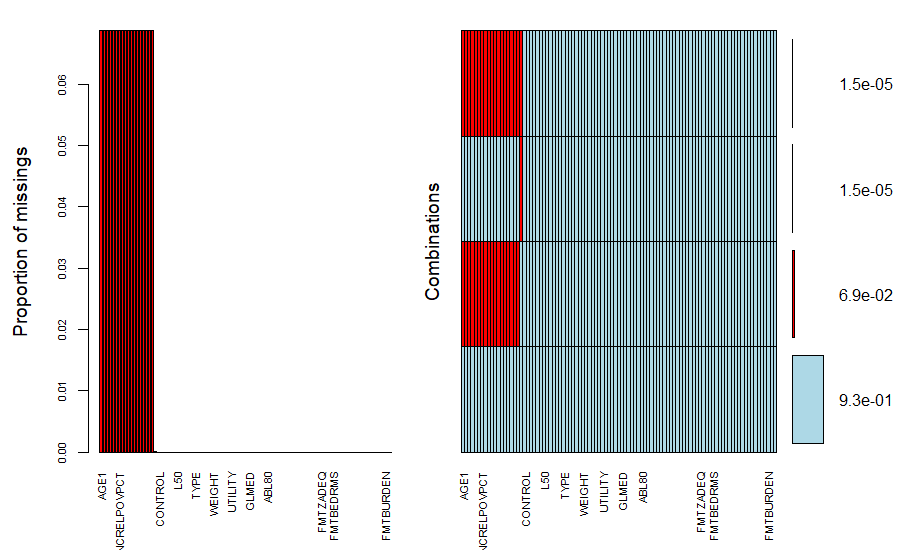 Proportion of missings
0.00
0.01
0.02
0.03
0.04
0.05
0.06
AGE1
NCRELPOVPCT
CONTROL
L50
TYPE
WEIGHT
UTILITY
GLMED
ABL80
FMTZADEQ
FMTBEDRMS
FMTBURDEN
Combinations
AGE1
NCRELPOVPCT
CONTROL
L50
TYPE
WEIGHT
UTILITY
GLMED
ABL80
FMTZADEQ
FMTBEDRMS
FMTBURDEN
1.5e-05
1.5e-05
6.9e-02
9.3e-01